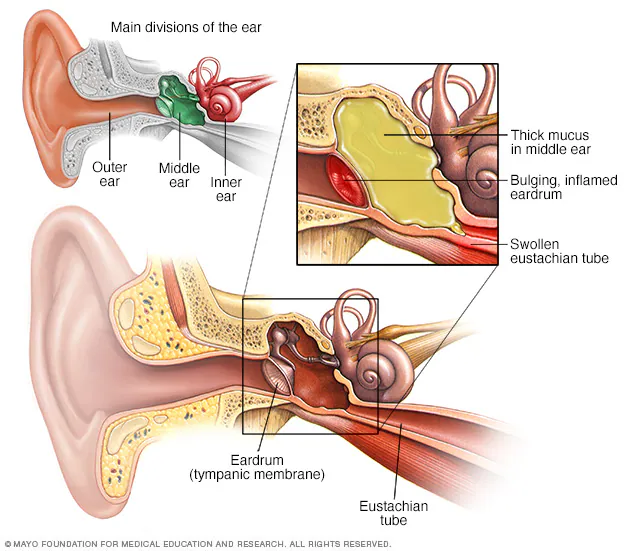 Main divisions of the ear
Outer
ear
Middle
ear
Inner
ear
Thick mucus
in middle ear
Bulging, inflamed
eardrum
Swollen
eustachian tube
Eardrum
(tympanic membrane)
Eustachian
tube
© MAYO FOUNDATION FOR MEDICAL EDUCATION AND RESEARCH. ALL RIGHTS RESERVED.